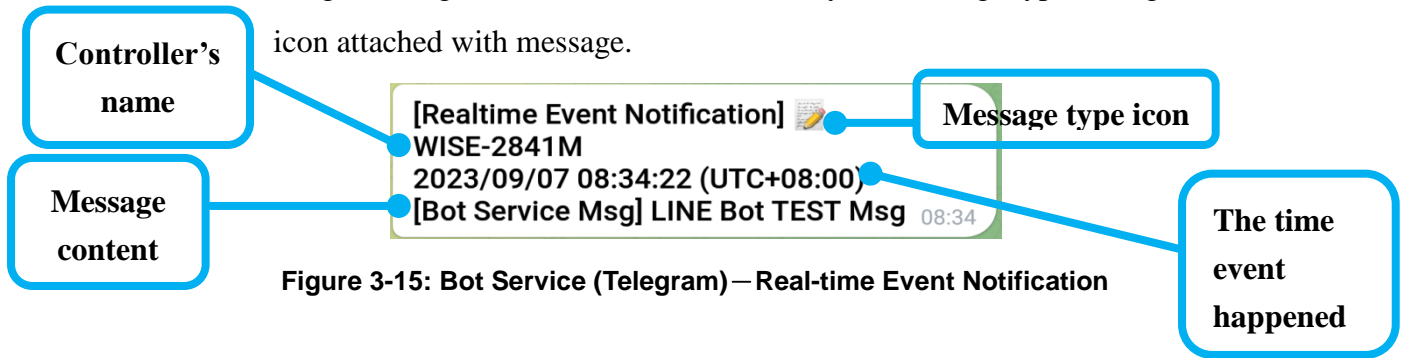 icon attached with message.
Controller's
name
[Realtime Event Notification] 📝
Message type icon
WISE-2841M
2023/09/07 08:34:22 (UTC+08:00)
Message
content
[Bot Service Msg] LINE Bot TEST Msg 08:34
The time
event
happened
Figure 3-15: Bot Service (Telegram)－Real-time Event Notification